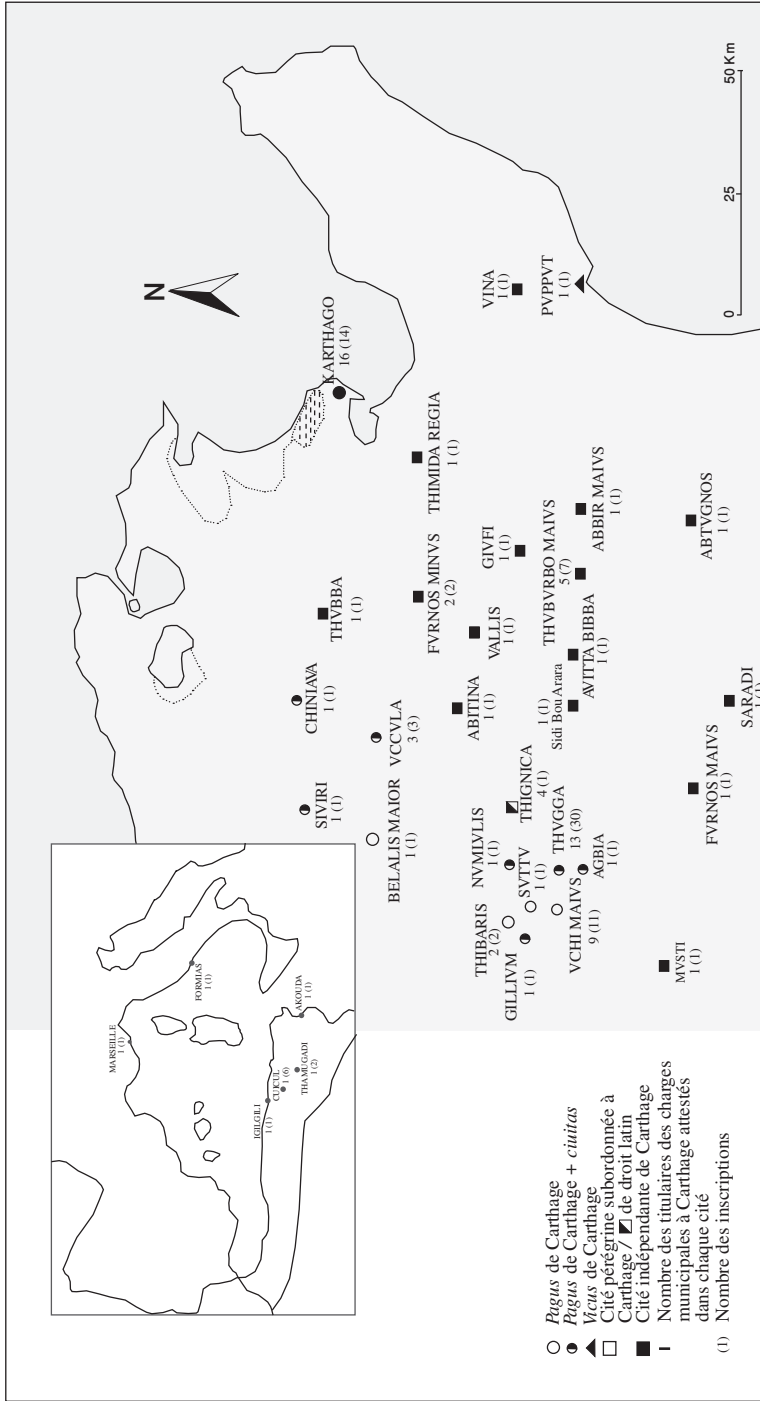 MARSEILLE
1 (1)
FORMIAS
1 (1)
IGILGILI
1 (1)
CUICUL
1 (6)
THAMUGADI
1 (2)
AKOUDA
1 (1)
N
KARTHAGO
16 (14)
SIVIRI
1 (1)
CHINIAVA
1 (1)
THVBBA
1 (1)
BELALIS MAIOR
1 (1)
VCCVLA
3 (3)
FVRNOS MINVS
2 (2)
THIMIDA REGIA
1 (1)
ABITINA
1 (1)
VALLIS
1 (1)
GIVFI
1 (1)
VINA
1 (1)
PVPPVT
1 (1)
THIBARIS
2 (2)
NVMLVLIS
1 (1)
GILLIVM
1 (1)
SVTTV
1 (1)
THIGNICA
4 (1)
THVGGA
13 (30)
VCHI MAIVS
9 (11)
AGBIA
1 (1)
1 (1)
Sidi Bou Arara
AVITTA BIBBA
1 (1)
THVBVRBO MAIVS
5 (7)
ABBIR MAIVS
1 (1)
MVSTI
1 (1)
FVRNOS MAIVS
1 (1)
SARADI
1 (1)
ABTVGNOS
1 (1)
0 25 50 Km
Pagus de Carthage
Pagus de Carthage + ciuitas
Vicus de Carthage
Cité pérégrine subordonnée à
Carthage / de droit latin
Cité indépendante de Carthage
1 Nombre des titulaires des charges
municipales à Carthage attestés
dans chaque cité
(1) Nombre des inscriptions